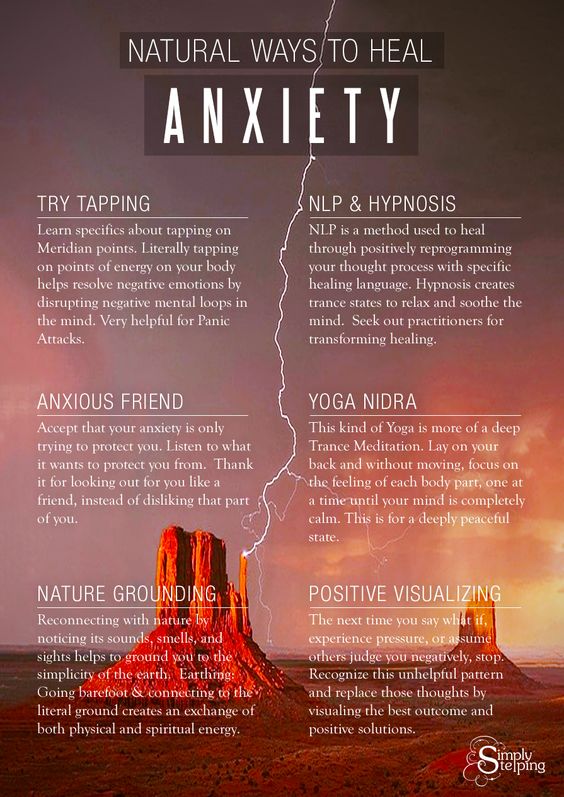 NATURAL WAYS TO HEAL
ANXIETY
TRY TAPPING
Learn specifics about tapping on
Meridian points. Literally tapping
on points of energy on your body
helps resolve negative emotions by
disrupting negative mental loops in
the mind. Very helpful for Panic
Attacks.
NLP & HYPNOSIS
NLP is a method used to heal
through positively reprogramming
your thought process with specific
healing language. Hypnosis creates
trance states to relax and soothe the
mind.  Seek out practitioners for
transforming healing.
ANXIOUS FRIEND
Accept that your anxiety is only
trying to protect you. Listen to what
it wants to protect you from.  Thank
it for looking out for you like a
friend, instead of disliking that part
of you.
YOGA NIDRA
This kind of Yoga is more of a deep
Trance Meditation. Lay on your
back and without moving, focus on
the feeling of each body part, one at
a time until your mind is completely
calm. This is for a deeply peaceful
state.
NATURE GROUNDING
Reconnecting with nature by
noticing its sounds, smells, and
sights helps to ground you to the
simplicity of the earth.  Earthing:
Going barefoot & connecting to the
literal ground creates an exchange of
both physical and spiritual energy.
POSITIVE VISUALIZING
The next time you say what if,
experience pressure, or assume
others judge you negatively, stop.
Recognize this unhelpful pattern
and replace those thoughts by
visualing the best outcome and
positive solutions.
Simply
Stelping